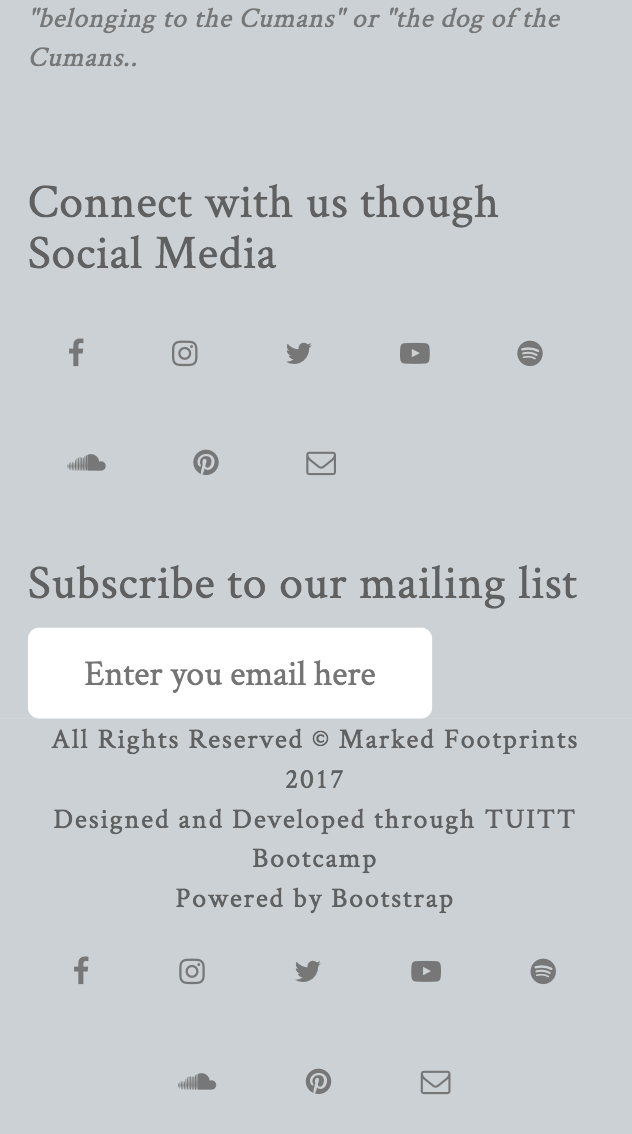 "belonging to the Cumans" or "the dog of the
Cumans..
Connect with us though
Social Media
Subscribe to our mailing list
Enter you email here
All Rights Reserved © Marked Footprints
2017
Designed and Developed through TUITT
Bootcamp
Powered by Bootstrap